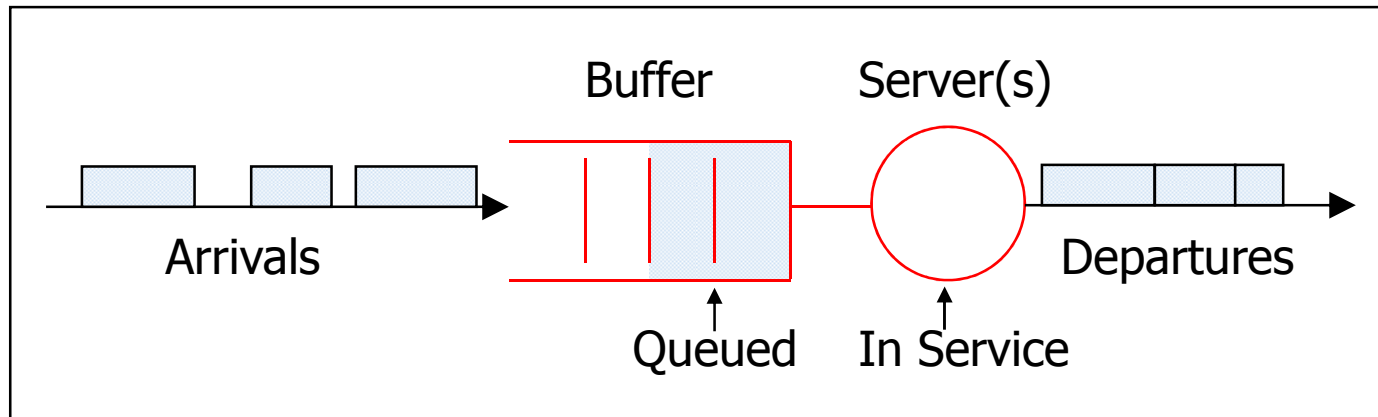 Buffer
Server(s)
Arrivals
Departures
Queued
In Service